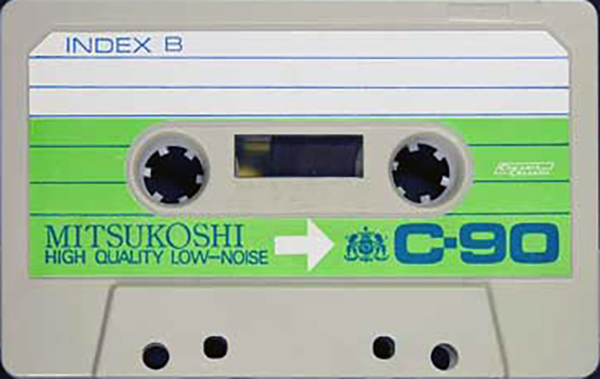 INDEX B
MITSUKOSHI
HIGH QUALITY LOW-NOISE
C-90